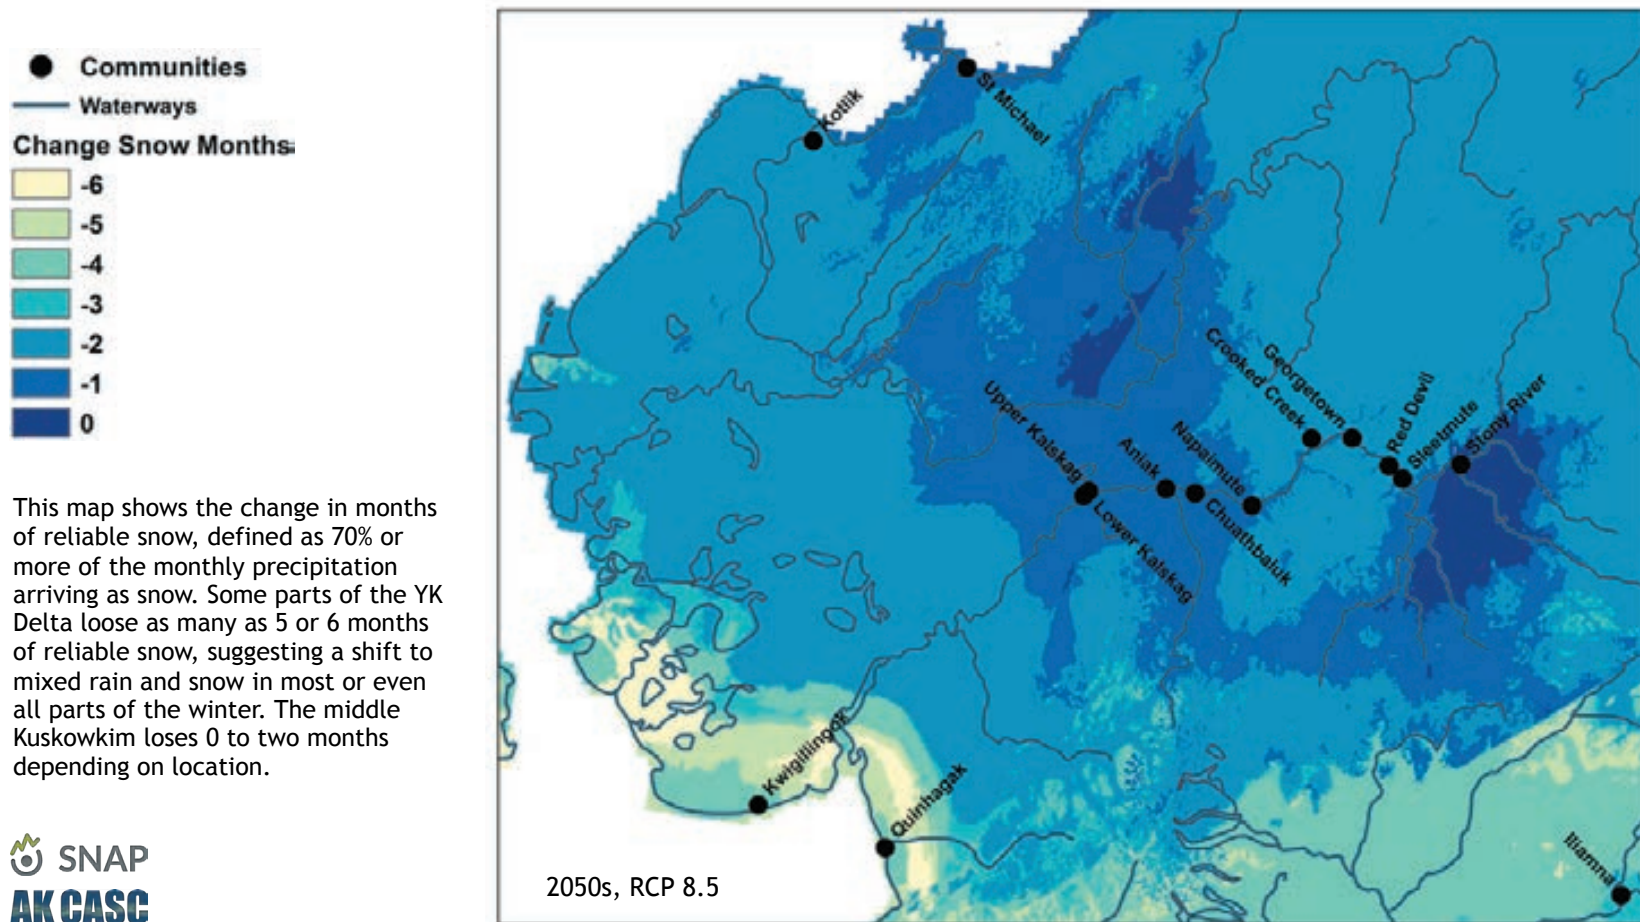 Communities
Waterways
Change Snow Months
-6
-5
-4
-3
-2
-1
0
This map shows the change in months
of reliable snow, defined as 70% or
more of the monthly precipitation
arriving as snow. Some parts of the YK
Delta loose as many as 5 or 6 months
of reliable snow, suggesting a shift to
mixed rain and snow in most or even
all parts of the winter. The middle
Kuskowkim loses 0 to two months
depending on location.
SNAP
AK CASC
St Michael
Kotlik
Georgetown
Crooked Creek
Red Devil
Sleetmute
Stony River
Upper Kalskag
Aniak
Napaimute
Lower Kalskag
Chuathbaluk
Kwigillingok
Quinhagak
Iliamna
2050s, RCP 8.5